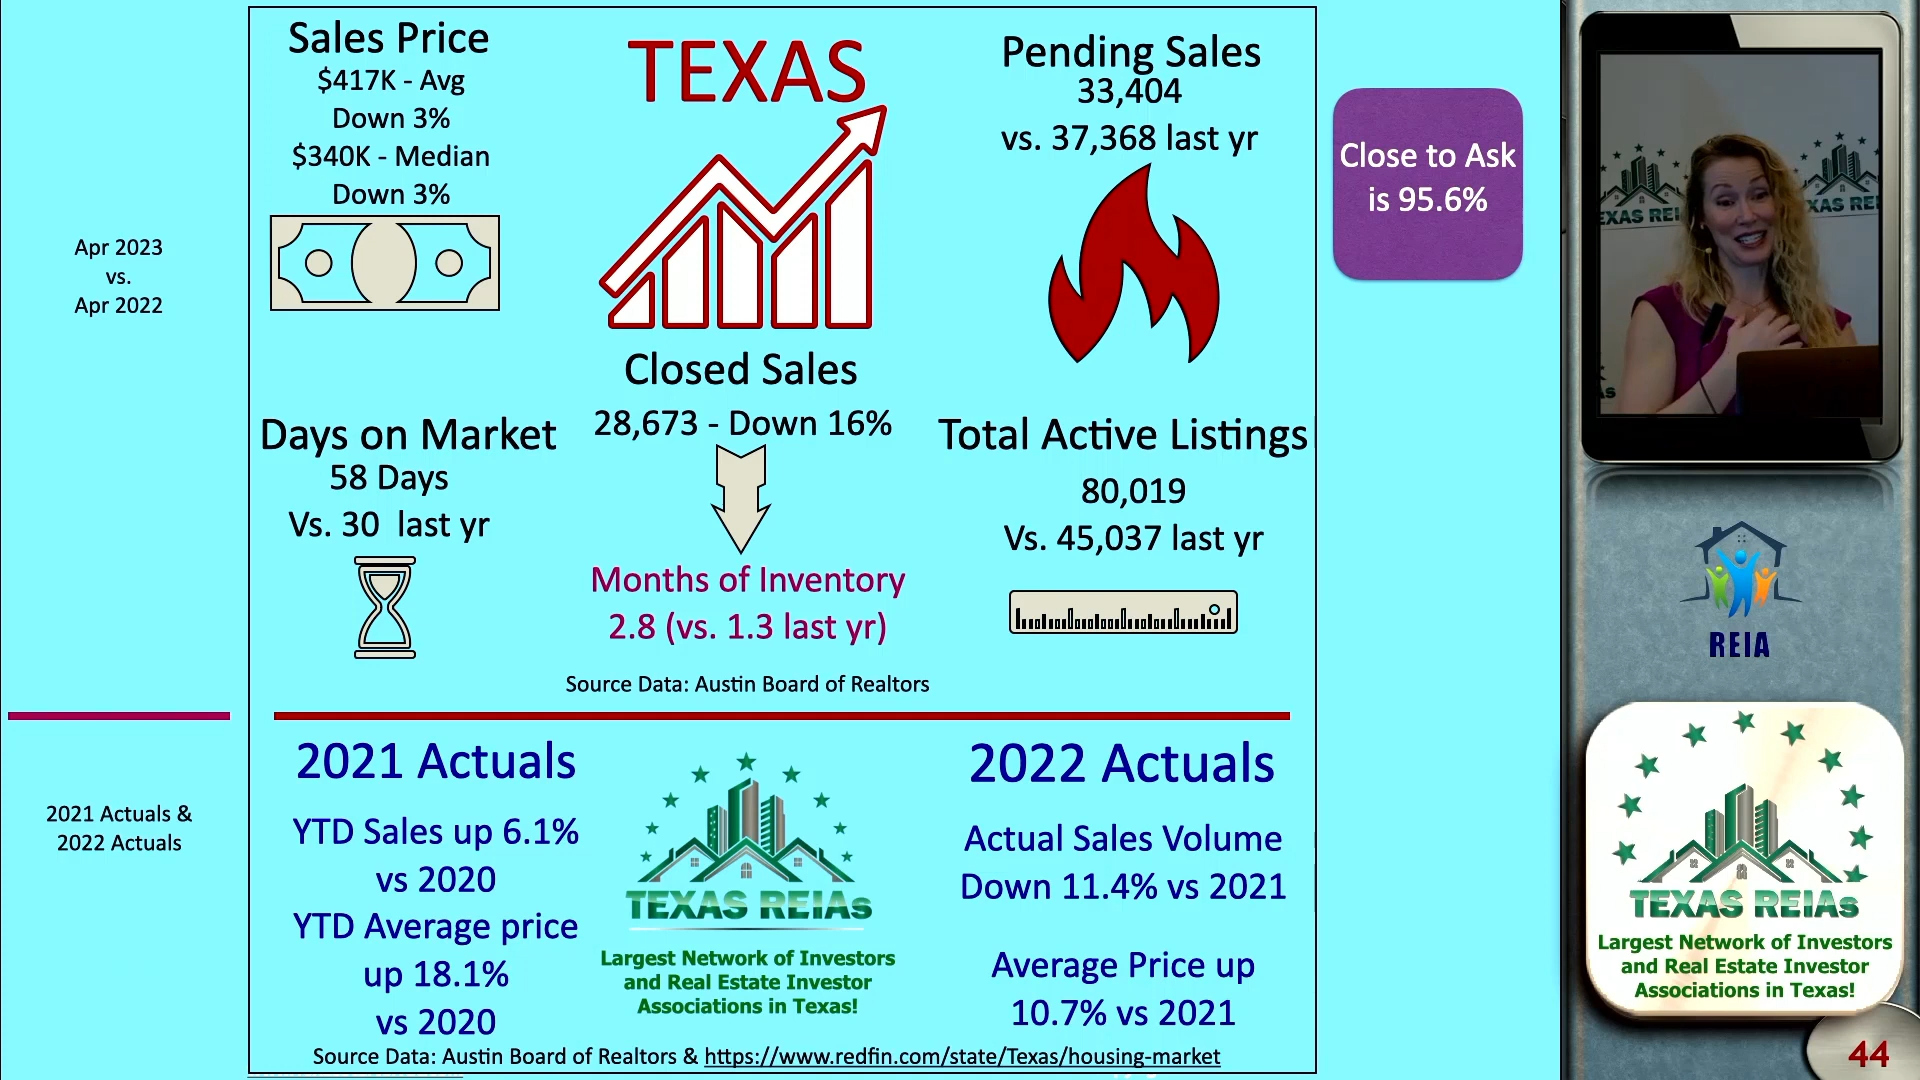 Apr 2023
vs.
Apr 2022
Sales Price
$417K - Avg
Down 3%
$340K - Median
Down 3%
TEXAS
Pending Sales
33,404
vs. 37,368 last yr
Close to Ask
is 95.6%
Closed Sales
28,673 - Down 16%
Days on Market
58 Days
Vs. 30 last yr
Total Active Listings
80,019
Vs. 45,037 last yr
Months of Inventory
2.8 (vs. 1.3 last yr)
Source Data: Austin Board of Realtors
2021 Actuals &
2022 Actuals
2021 Actuals
YTD Sales up 6.1%
vs 2020
YTD Average price
up 18.1%
vs 2020
TEXAS REIAs
Largest Network of Investors
and Real Estate Investor
Associations in Texas!
2022 Actuals
Actual Sales Volume
Down 11.4% vs 2021
Average Price up
10.7% vs 2021
Source Data: Austin Board of Realtors & https://www.redfin.com/state/Texas/housing-market
REIA
TEXAS REIAs
Largest Network of Investors
and Real Estate Investor
Associations in Texas!
44